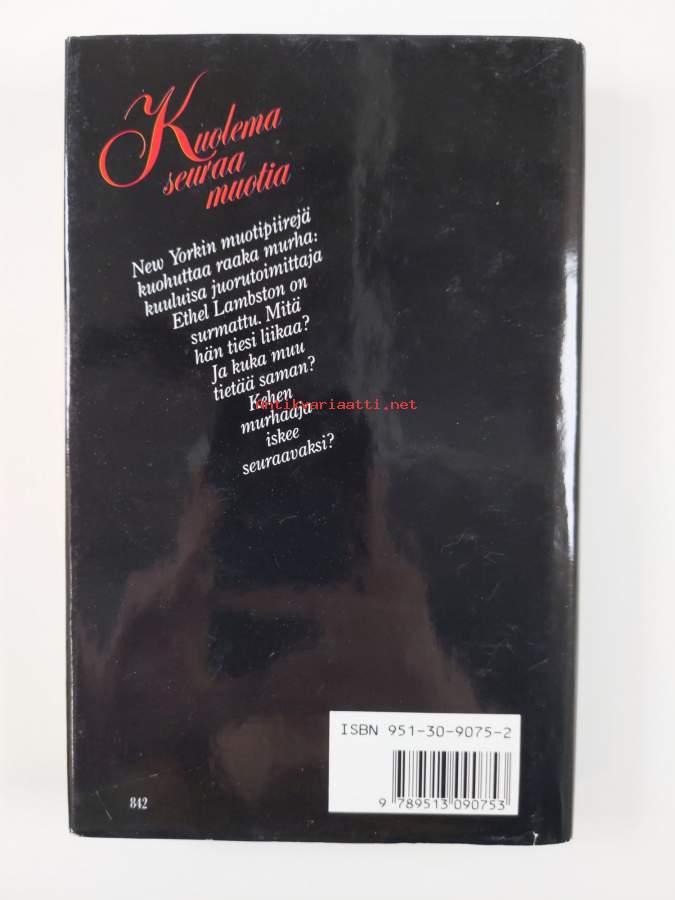 Kuolema
seuraa
muotia
New Yorkin muotipiirejä
kuohuttaa raaka murha:
kuuluisa juorutoimittaja
Ethel Lambston on
surmattu. Mitä
hän tiesi liikaa?
Ja kuka muu
tietää saman?
Kehen
Antikvariaatti.net
murhaaja
iskee
seuraavaksi?
ISBN 951-30-9075-2
9 789513 090753
842